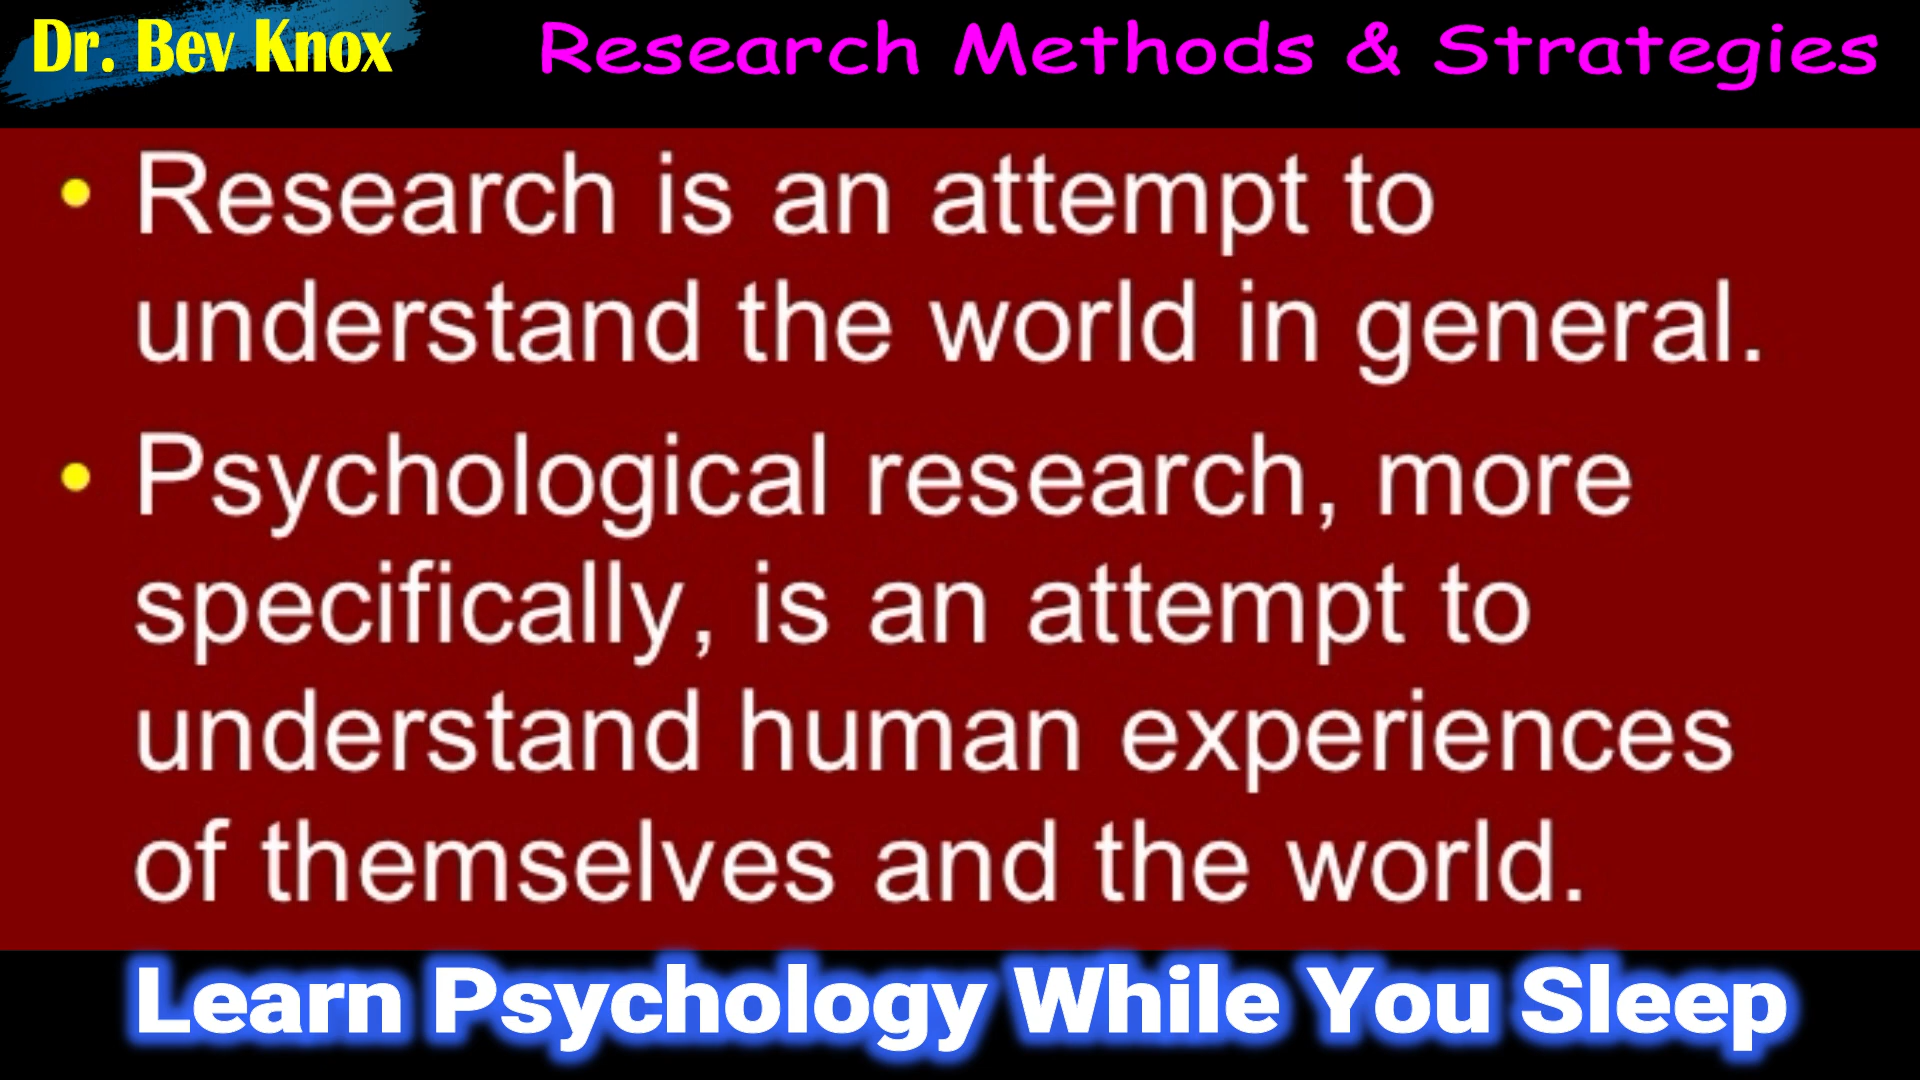 Dr. Bev Knox
Research Methods & Strategies
• Research is an attempt to
understand the world in general.
• Psychological research, more
specifically, is an attempt to
understand human experiences
of themselves and the world.
Learn Psychology While You Sleep